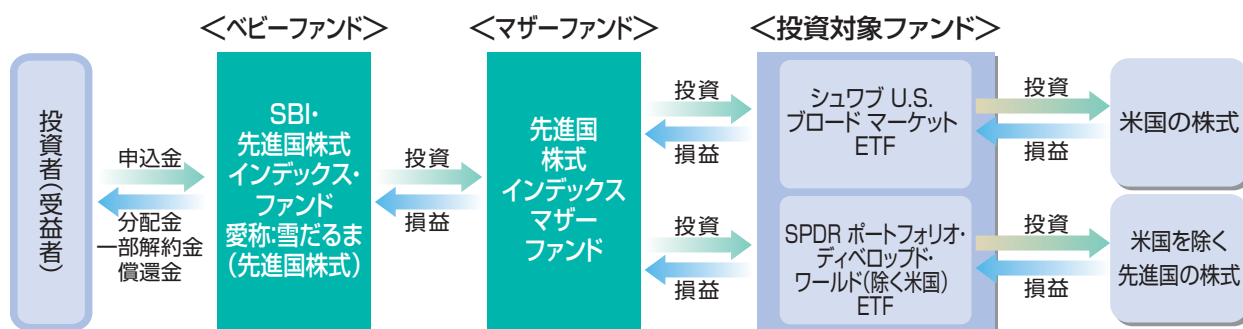 <ベビーファンド>
<マザーファンド>
<投資対象ファンド>
投資者(受益者)
申込金
分配金
一部解約金
償還金
SBI・
先進国株式
インデックス・
ファンド
愛称:雪だるま
(先進国株式)
投資
損益
先進国
株式
インデックス
マザー
ファンド
投資
損益
シュワブ U.S.
ブロード マーケット
ETF
投資
損益
米国の株式
投資
損益
SPDR ポートフォリオ・
ディベロップド・
ワールド(除く米国)
ETF
投資
損益
米国を除く
先進国の株式